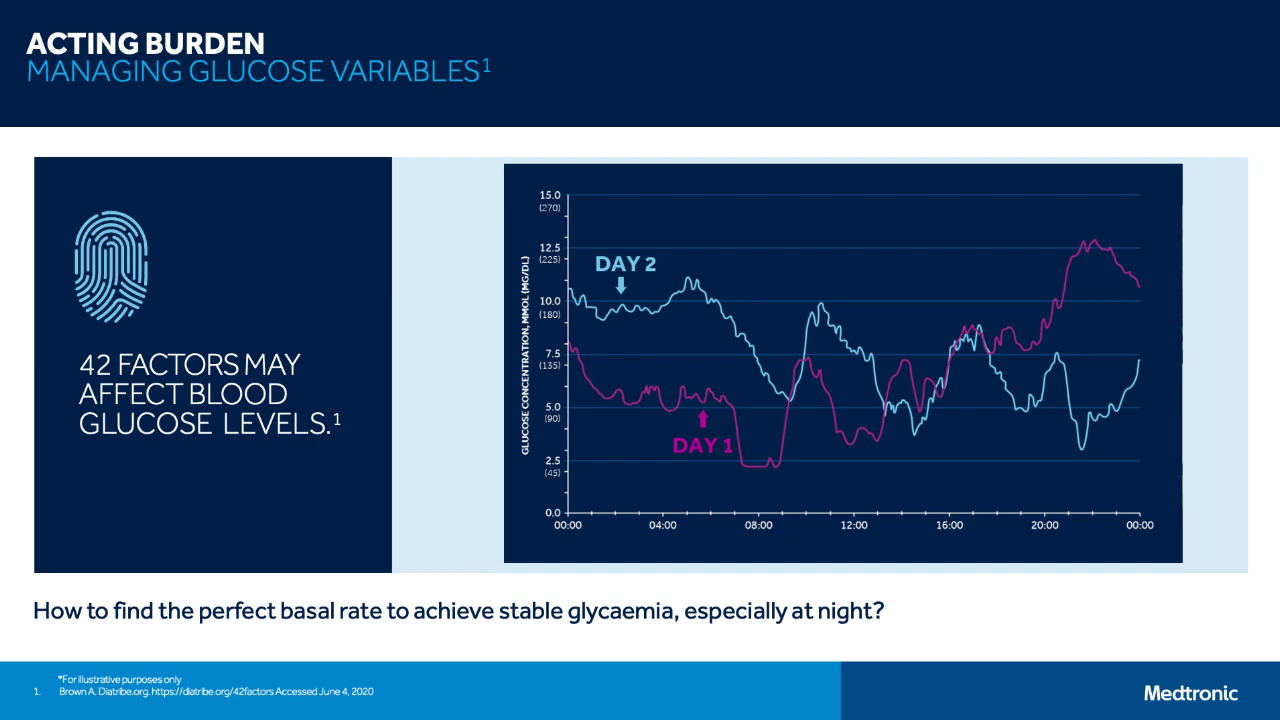 ACTING BURDEN
MANAGING GLUCOSE VARIABLES¹
42 FACTORS MAY
AFFECT BLOOD
GLUCOSE LEVELS.¹
GLUCOSE CONCENTRATION, MMOL (MG/DL)
15.0
(270)
12.5
(225)
10.0
(180)
7.5
(135)
5.0
(90)
2.5
(45)
0.0
DAY 2
DAY 1
00:00 04:00 08:00 12:00 16:00 20:00 00:00
How to find the perfect basal rate to achieve stable glycaemia, especially at night?
*For illustrative purposes only
1. Brown A. Diatribe.org. https://diatribe.org/42factors Accessed June 4, 2020
Medtronic